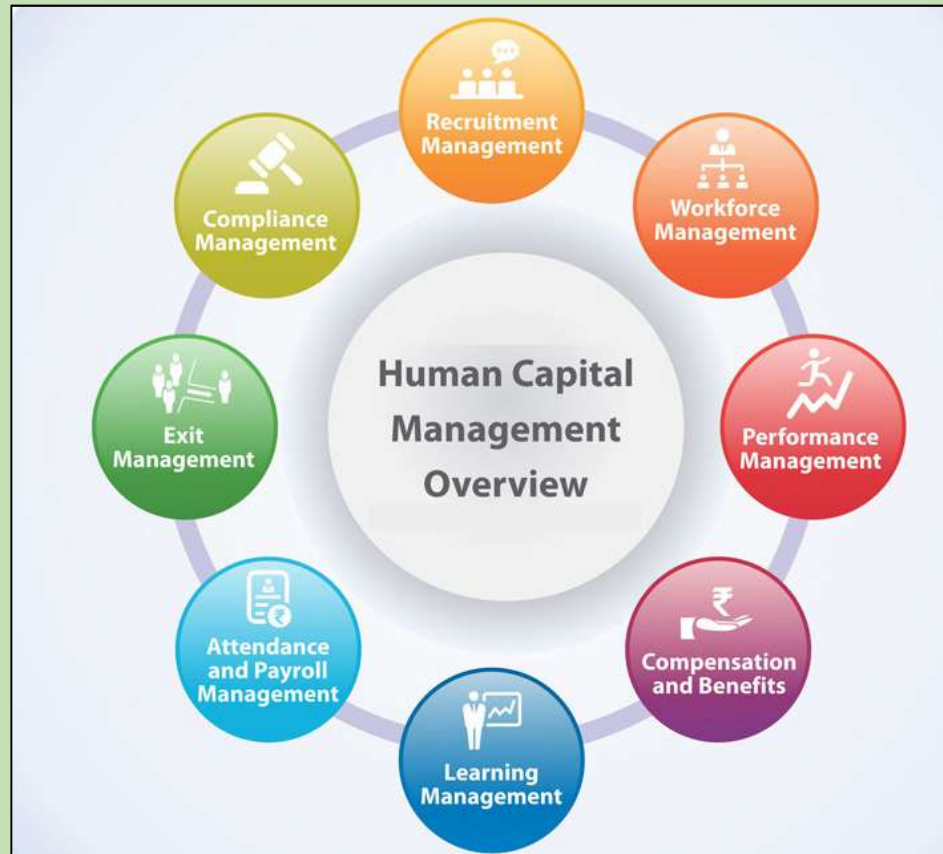 Recruitment
Management
Workforce
Management
Performance
Management
Compensation
and Benefits
Learning
Management
Attendance
and Payroll
Management
Exit
Management
Compliance
Management
Human Capital
Management
Overview
₹
₹